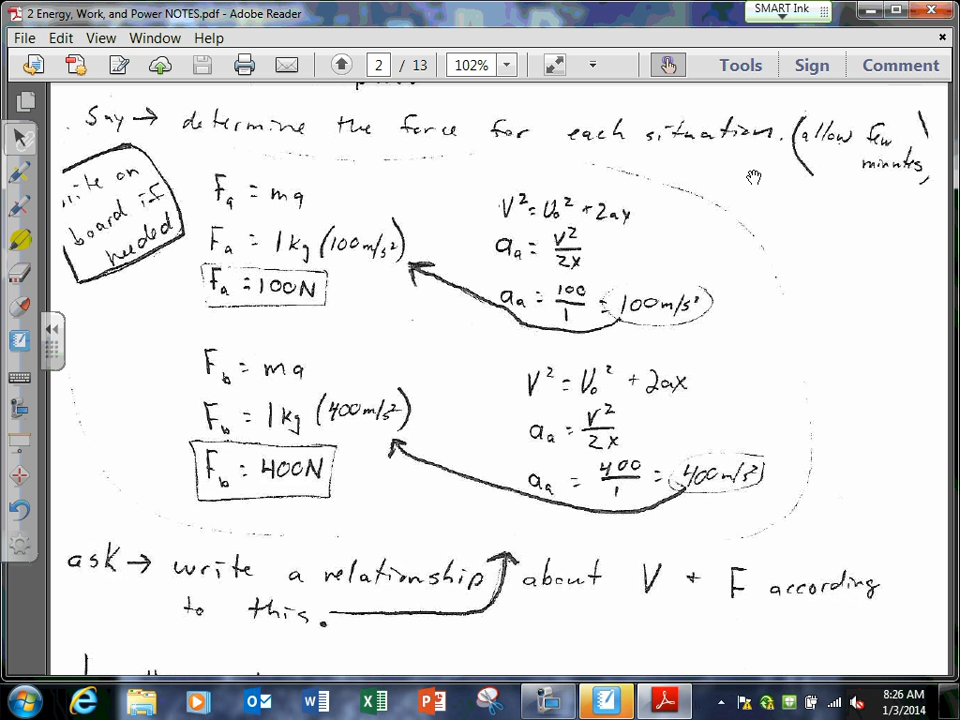 2 Energy, Work, and Power NOTES.pdf - Adobe Reader
SMART Ink
File Edit View Window Help
2 / 13 102% Tools Sign Comment
Say → determine the force for each situation. (allow few
minutes)
write on
board if
needed
Fa = ma
Fa = 1kg (100m/s²)
Fa = 100N
V² = V₀² + 2ax
aa = V²/2x
aa = 100/1 = 100m/s²
Fb = ma
Fb = 1kg (400m/s²)
Fb = 400N
V² = V₀² + 2ax
aa = V²/2x
aa = 400/1 = 400m/s²
ask → write a relationship about V + F according
to this.
8:26 AM
1/3/2014